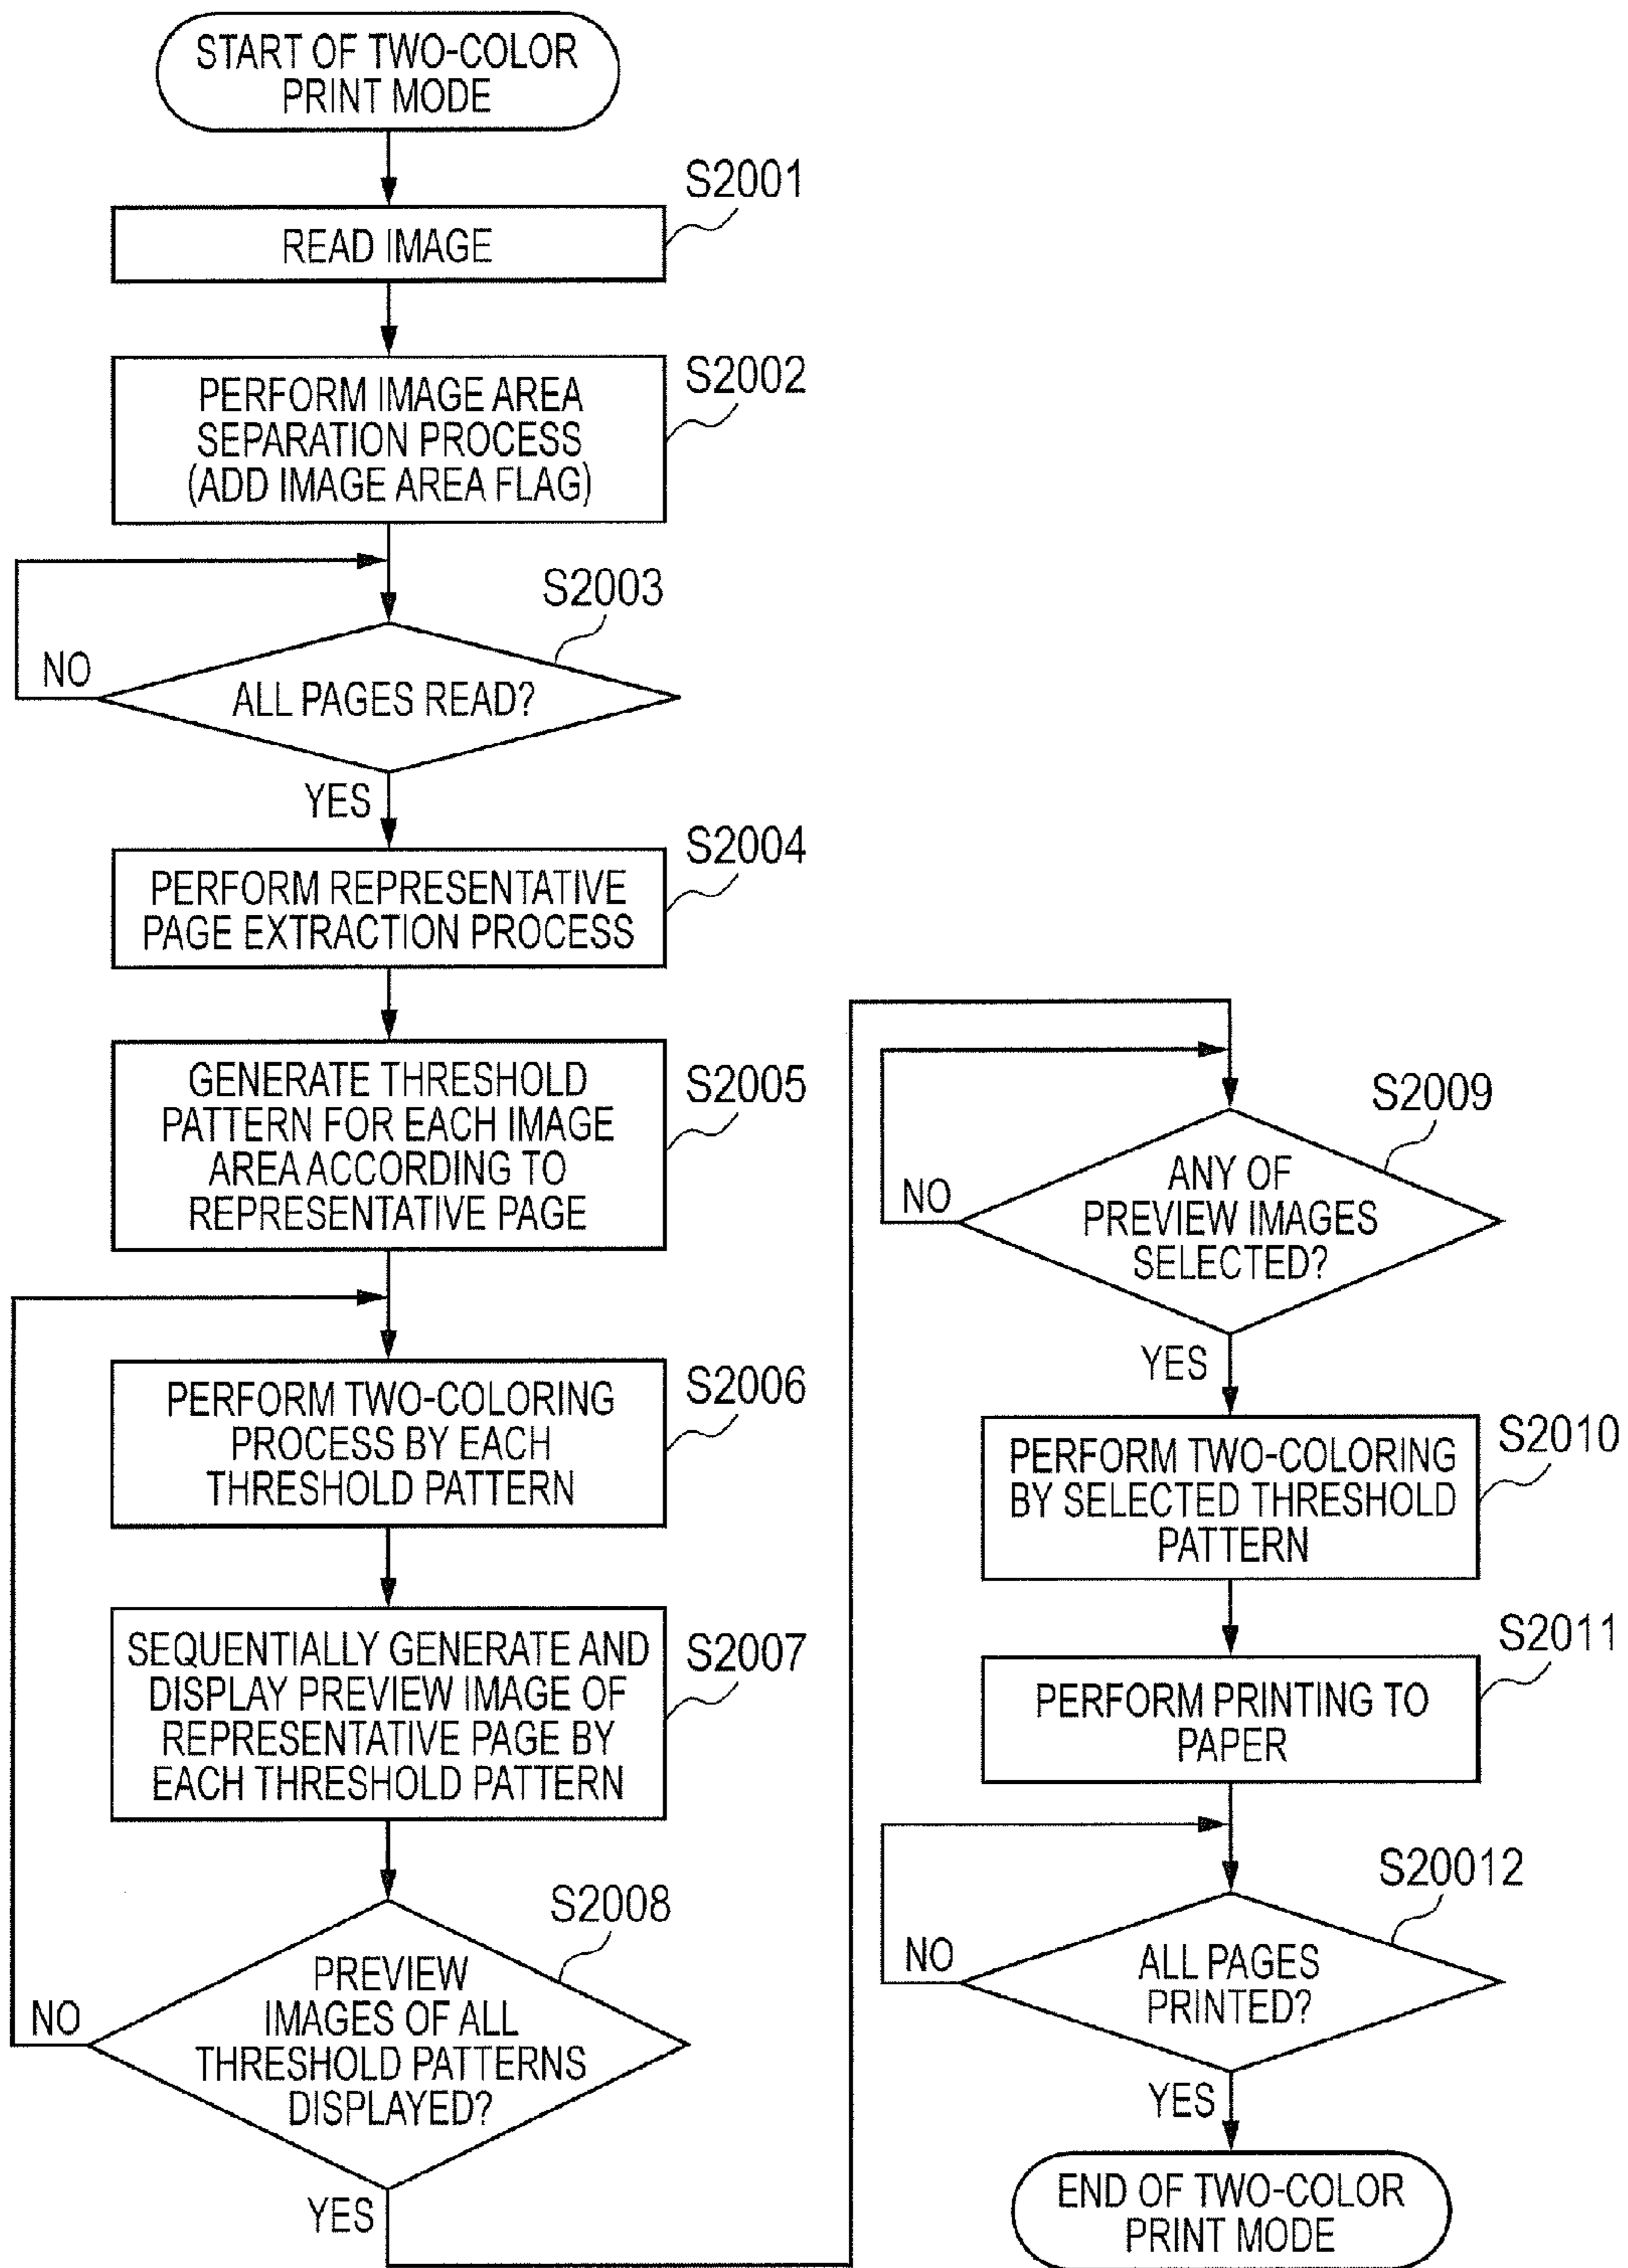 START OF TWO-COLOR
PRINT MODE
S2001
READ IMAGE
S2002
PERFORM IMAGE AREA
SEPARATION PROCESS
(ADD IMAGE AREA FLAG)
S2003
NO
ALL PAGES READ?
YES
S2004
PERFORM REPRESENTATIVE
PAGE EXTRACTION PROCESS
S2005
GENERATE THRESHOLD
PATTERN FOR EACH IMAGE
AREA ACCORDING TO
REPRESENTATIVE PAGE
S2006
PERFORM TWO-COLORING
PROCESS BY EACH
THRESHOLD PATTERN
S2007
SEQUENTIALLY GENERATE AND
DISPLAY PREVIEW IMAGE OF
REPRESENTATIVE PAGE BY
EACH THRESHOLD PATTERN
S2008
NO
PREVIEW
IMAGES OF ALL
THRESHOLD PATTERNS
DISPLAYED?
YES
S2009
NO
ANY OF
PREVIEW IMAGES
SELECTED?
YES
S2010
PERFORM TWO-COLORING
BY SELECTED THRESHOLD
PATTERN
S2011
PERFORM PRINTING TO
PAPER
S20012
NO
ALL PAGES
PRINTED?
YES
END OF TWO-COLOR
PRINT MODE